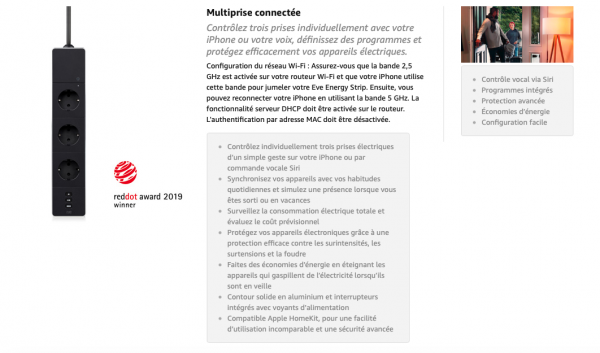 Multiprise connectée
Contrôlez trois prises individuellement avec votre
iPhone ou votre voix, définissez des programmes et
protégez efficacement vos appareils électriques.
Configuration du réseau Wi-Fi : Assurez-vous que la bande 2,5
GHz est activée sur votre routeur Wi-Fi et que votre iPhone utilise
cette bande pour jumeler votre Eve Energy Strip. Ensuite, vous
pouvez reconnecter votre iPhone en utilisant la bande 5 GHz. La
fonctionnalité serveur DHCP doit être activée sur le routeur.
L'authentification par adresse MAC doit être désactivée.
• Contrôlez individuellement trois prises électriques
d'un simple geste sur votre iPhone ou par
commande vocale Siri
• Synchronisez vos appareils avec vos habitudes
quotidiennes et simulez une présence lorsque vous
êtes sorti ou en vacances
• Surveillez la consommation électrique totale et
évaluez le coût prévisionnel
• Protégez vos appareils électroniques grâce à une
protection efficace contre les surintensités, les
surtensions et la foudre
• Faites des économies d'énergie en éteignant les
appareils qui gaspillent de l'électricité lorsqu'ils
sont en veille
• Contour solide en aluminium et interrupteurs
intégrés avec voyants d'alimentation
• Compatible Apple HomeKit, pour une facilité
d'utilisation incomparable et une sécurité avancée
reddot award 2019
winner
• Contrôle vocal via Siri
• Programmes intégrés
• Protection avancée
• Économies d'énergie
• Configuration facile